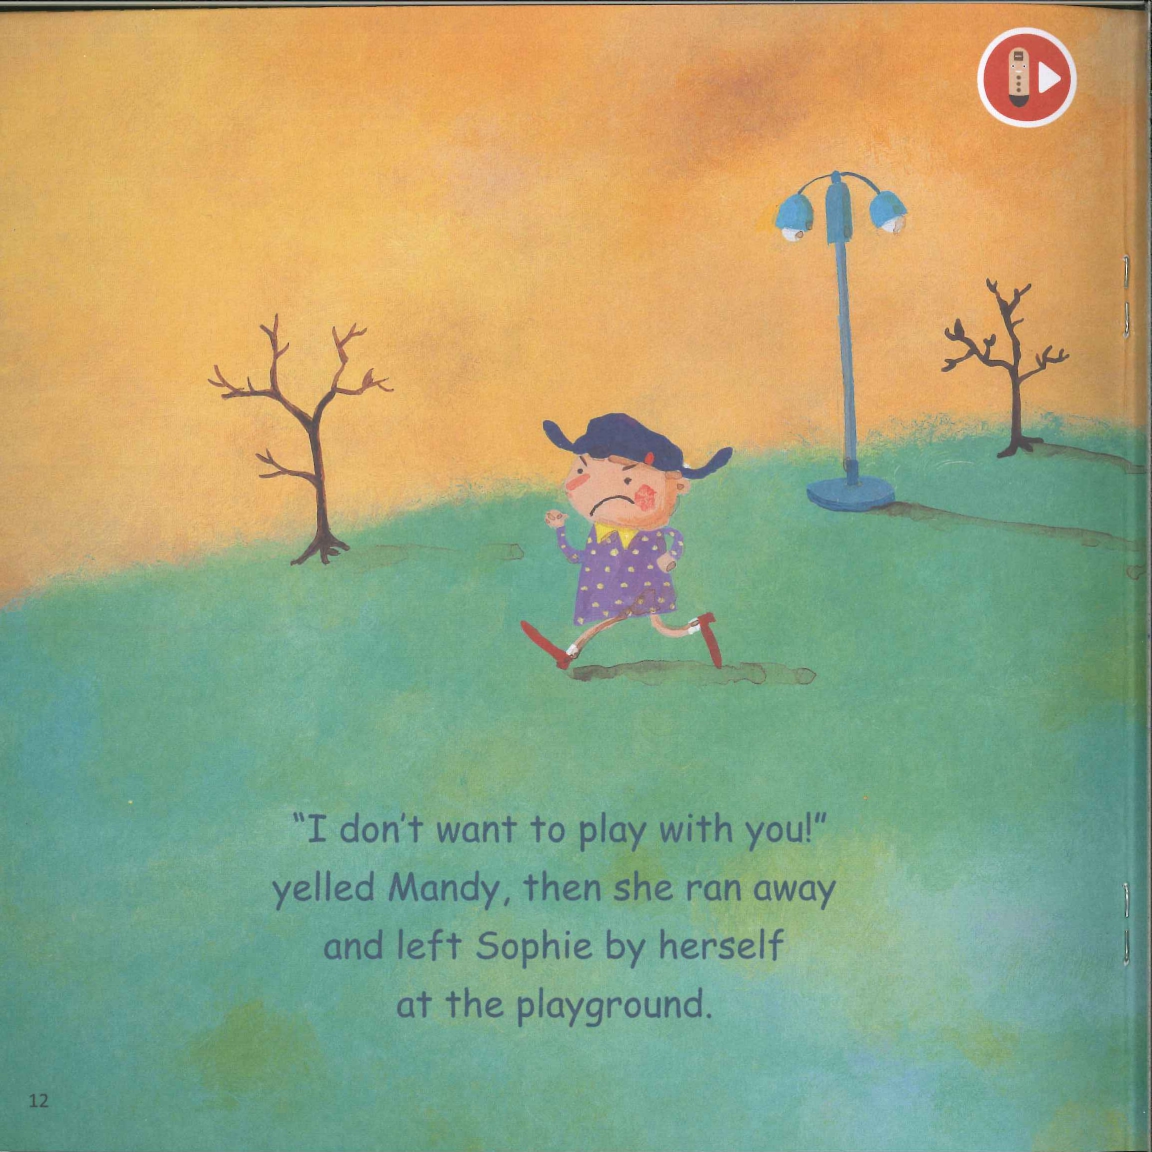 “I don’t want to play with you!”
yelled Mandy, then she ran away
and left Sophie by herself
at the playground.
12